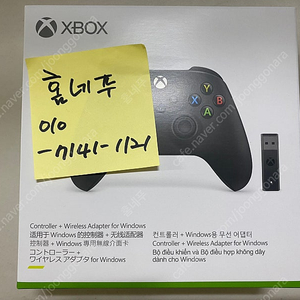 XBOX
홈네주
010
-7141-1121
Controller + Wireless Adapter for Windows
适用于 Windows 的控制器 + 无线适配器
控制器 + Windows 專用無線介面卡
コントローラー +
ワイヤレス アダプタ for Windows
컨트롤러 + Windows용 무선 어댑터
Controller + Wireless Adapter for Windows
Bộ điều khiển và Bộ điều hợp không dây
dành cho Windows